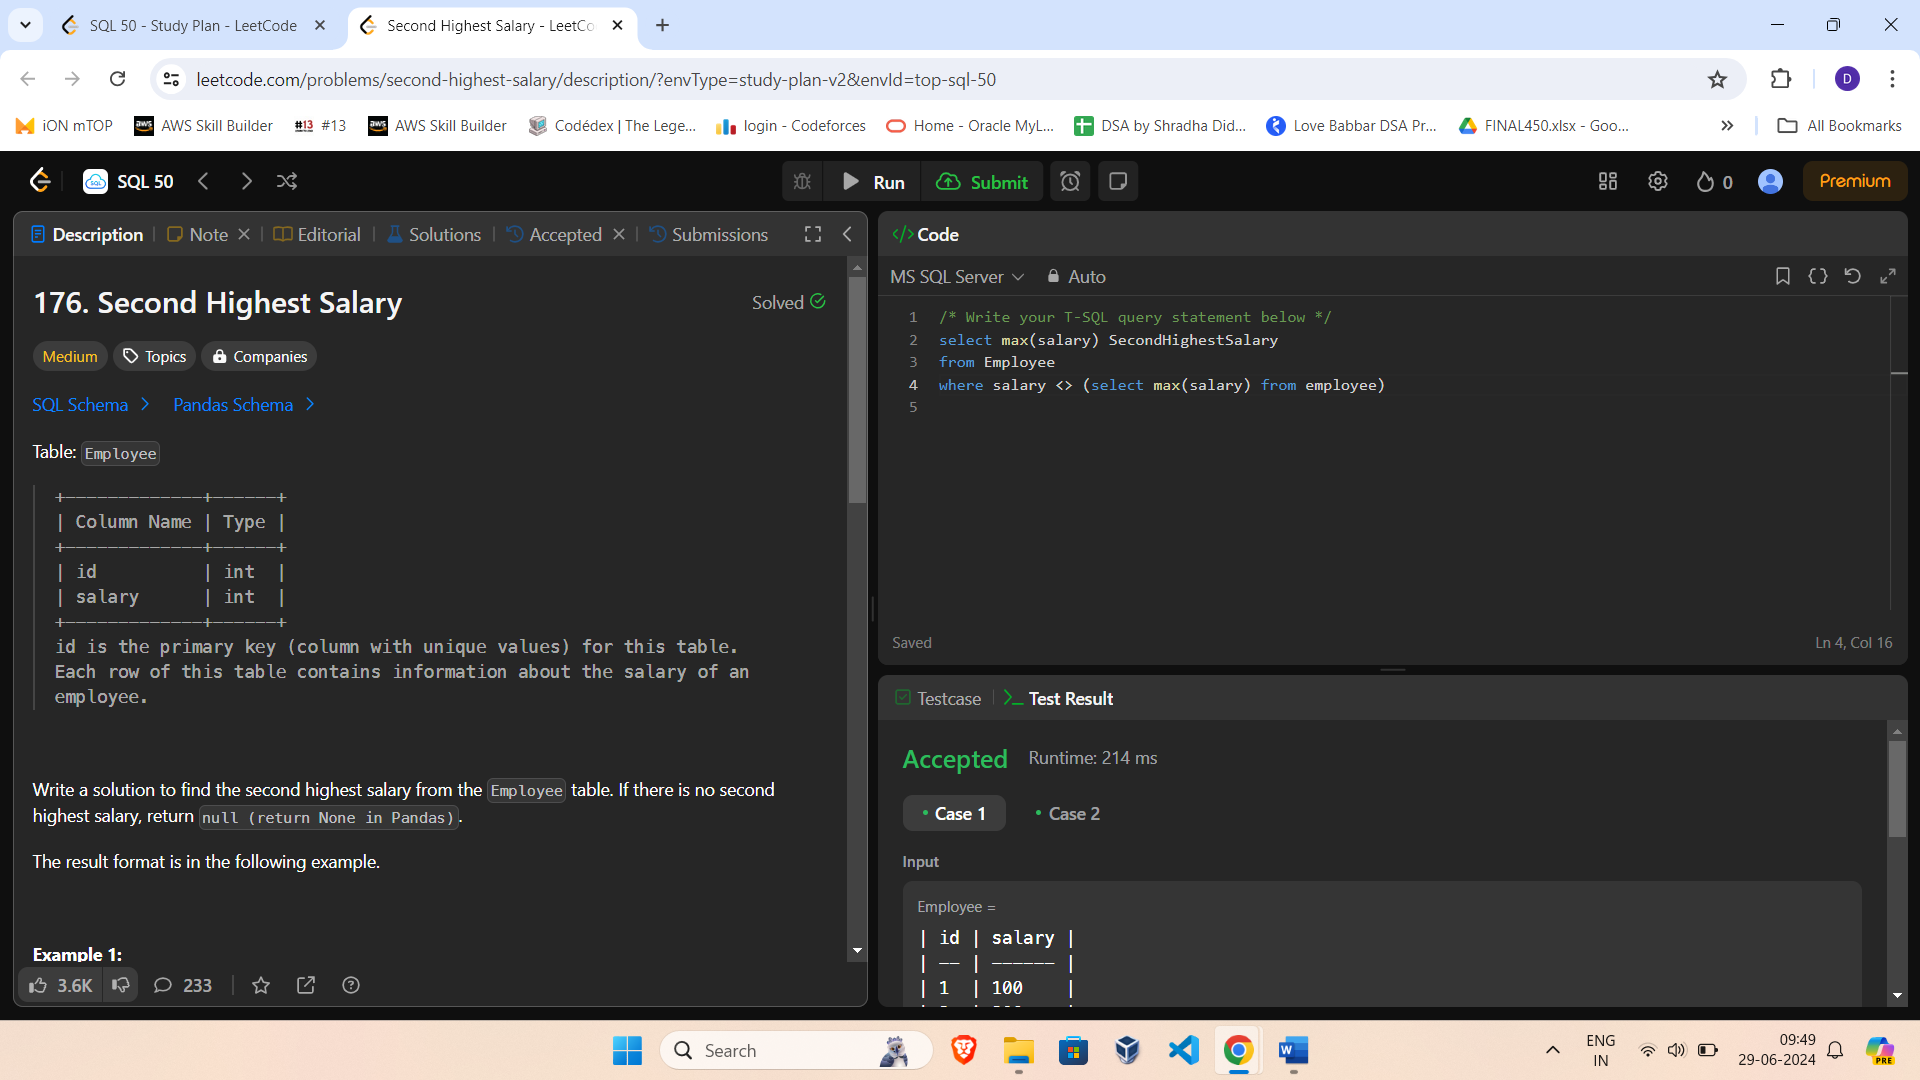 SQL 50 - Study Plan - LeetCode
Second Highest Salary - LeetCo
leetcode.com/problems/second-highest-salary/description/?envType=study-plan-v2&envId=top-sql-50
D
iON mTOP
AWS Skill Builder
#13 #13
AWS Skill Builder
Codédex | The Lege...
login - Codeforces
Home - Oracle MyL...
DSA by Shradha Did...
Love Babbar DSA Pr...
FINAL450.xlsx - Goo...
All Bookmarks
SQL 50
Run
Submit
0
Premium
Description
Note
Editorial
Solutions
Accepted
Submissions
176. Second Highest Salary
Solved
Medium
Topics
Companies
SQL Schema
Pandas Schema
Table: Employee
+-------------+------+
| Column Name | Type |
+-------------+------+
| id          | int  |
| salary      | int  |
+-------------+------+
id is the primary key (column with unique values) for this table.
Each row of this table contains information about the salary of an
employee.
Write a solution to find the second highest salary from the Employee table. If there is no second
highest salary, return null (return None in Pandas).
The result format is in the following example.
Example 1:
3.6K
233
</> Code
MS SQL Server
Auto
1 /* Write your T-SQL query statement below */
2 select max(salary) SecondHighestSalary
3 from Employee
4 where salary <> (select max(salary) from employee)
5
Saved
Ln 4, Col 16
Testcase
Test Result
Accepted
Runtime: 214 ms
Case 1
Case 2
Input
Employee =
| id | salary |
| -- | ------ |
| 1  | 100    |
Search
ENG
IN
09:49
29-06-2024
PRE